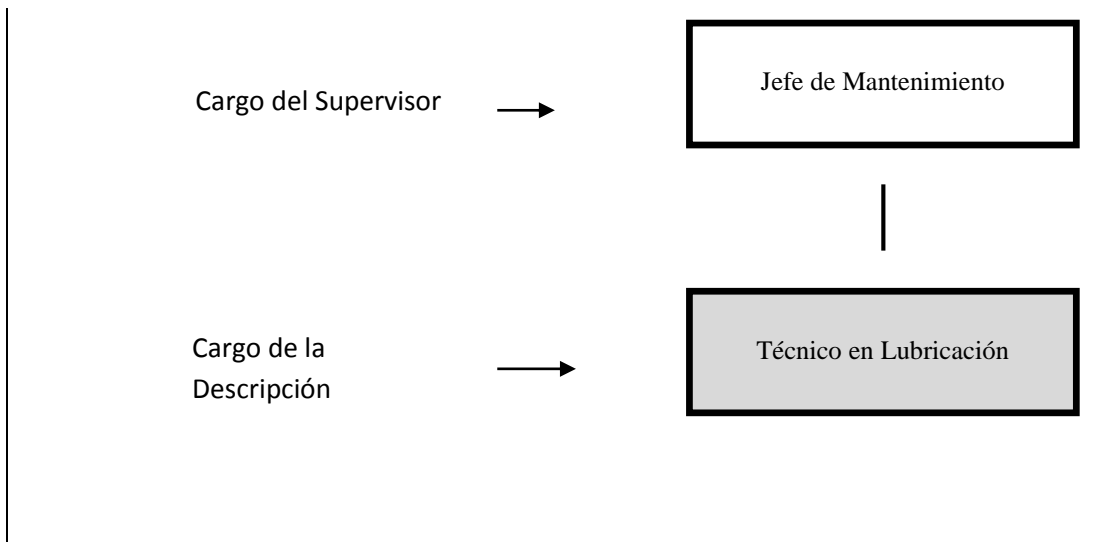 Cargo del Supervisor
Jefe de Mantenimiento
Cargo de la
Descripción
Técnico en Lubricación